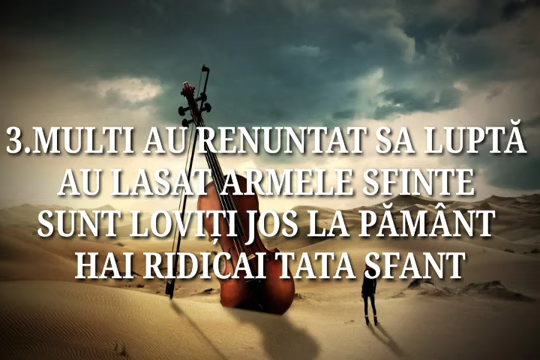 3.MULTI AU RENUNTAT SA LUPTĂ
AU LASAT ARMELE SFINTE
SUNT LOVIȚI JOS LA PĂMÂNT
HAI RIDICAI TATA SFANT